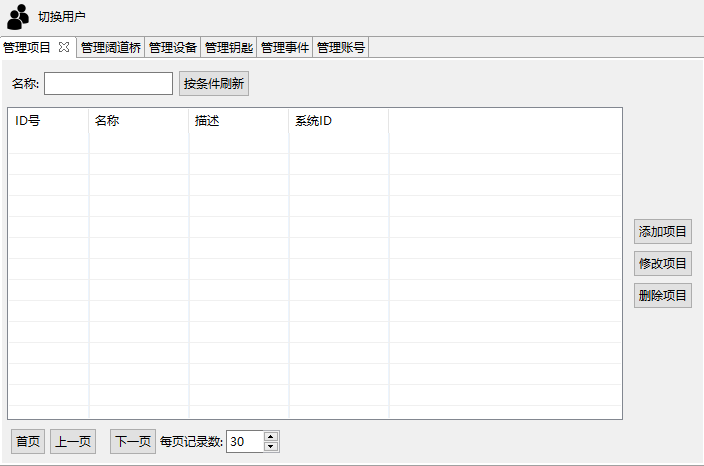 切换用户
管理项目 管理阔道桥 管理设备 管理钥匙 管理事件 管理账号
名称: 按条件刷新
ID号 名称 描述 系统ID
添加项目
修改项目
删除项目
首页 上一页 下一页 每页记录数: 30